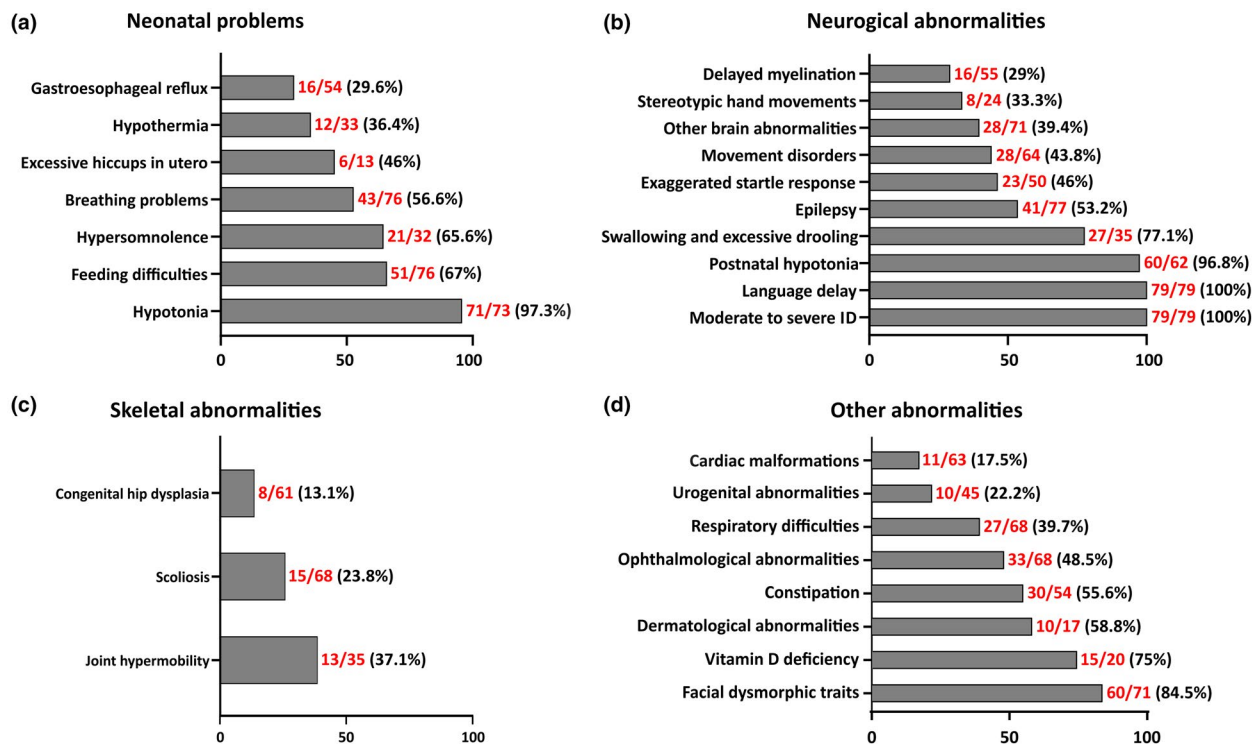 (a) Neonatal problems
Gastroesophageal reflux 16/54 (29.6%)
Hypothermia 12/33 (36.4%)
Excessive hiccups in utero 6/13 (46%)
Breathing problems 43/76 (56.6%)
Hypersomnolence 21/32 (65.6%)
Feeding difficulties 51/76 (67%)
Hypotonia 71/73 (97.3%)
0 50 100
(b) Neurogical abnormalities
Delayed myelination 16/55 (29%)
Stereotypic hand movements 8/24 (33.3%)
Other brain abnormalities 28/71 (39.4%)
Movement disorders 28/64 (43.8%)
Exaggerated startle response 23/50 (46%)
Epilepsy 41/77 (53.2%)
Swallowing and excessive drooling 27/35 (77.1%)
Postnatal hypotonia 60/62 (96.8%)
Language delay 79/79 (100%)
Moderate to severe ID 79/79 (100%)
0 50 100
(c) Skeletal abnormalities
Congenital hip dysplasia 8/61 (13.1%)
Scoliosis 15/68 (23.8%)
Joint hypermobility 13/35 (37.1%)
0 50 100
(d) Other abnormalities
Cardiac malformations 11/63 (17.5%)
Urogenital abnormalities 10/45 (22.2%)
Respiratory difficulties 27/68 (39.7%)
Ophthalmological abnormalities 33/68 (48.5%)
Constipation 30/54 (55.6%)
Dermatological abnormalities 10/17 (58.8%)
Vitamin D deficiency 15/20 (75%)
Facial dysmorphic traits 60/71 (84.5%)
0 50 100